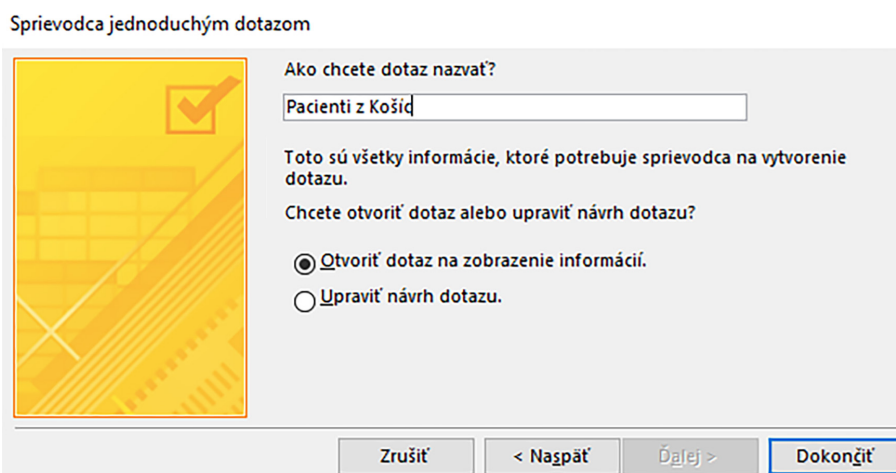 Sprievodca jednoduchým dotazom
Ako chcete dotaz nazvať?
Pacienti z Košíc
Toto sú všetky informácie, ktoré potrebuje sprievodca na vytvorenie
dotazu.
Chcete otvoriť dotaz alebo upraviť návrh dotazu?
Otvoriť dotaz na zobrazenie informácií.
Upraviť návrh dotazu.
Zrušiť
< Naspäť
Ďalej >
Dokončiť